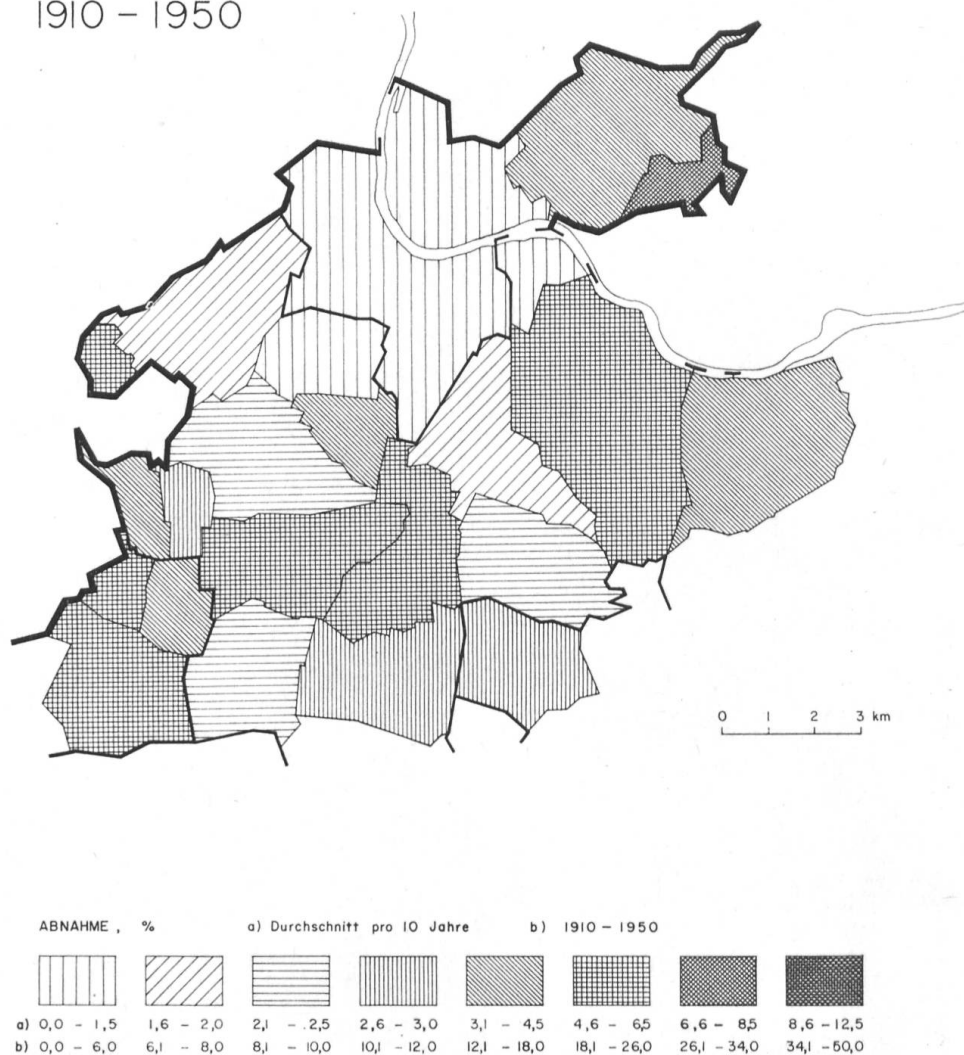 1910 – 1950
0 1 2 3 km
ABNAHME , % a) Durchschnitt pro 10 Jahre b) 1910 – 1950
a) 0,0 – 1,5 1,6 – 2,0 2,1 – 2,5 2,6 – 3,0 3,1 – 4,5 4,6 – 6,5 6,6 – 8,5 8,6 – 12,5
b) 0,0 – 6,0 6,1 – 8,0 8,1 – 10,0 10,1 – 12,0 12,1 – 18,0 18,1 – 26,0 26,1 – 34,0 34,1 – 50,0